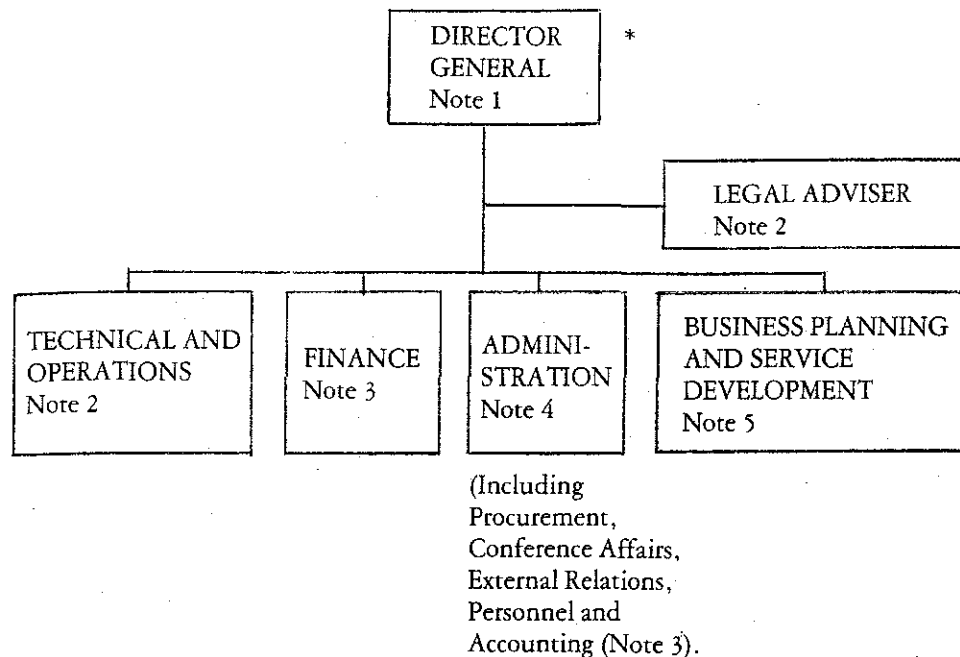 DIRECTOR
GENERAL
Note 1
*
LEGAL ADVISER
Note 2
TECHNICAL AND
OPERATIONS
Note 2
FINANCE
Note 3
ADMINI-
STRATION
Note 4
BUSINESS PLANNING
AND SERVICE
DEVELOPMENT
Note 5
(Including
Procurement,
Conference Affairs,
External Relations,
Personnel and
Accounting (Note 3).